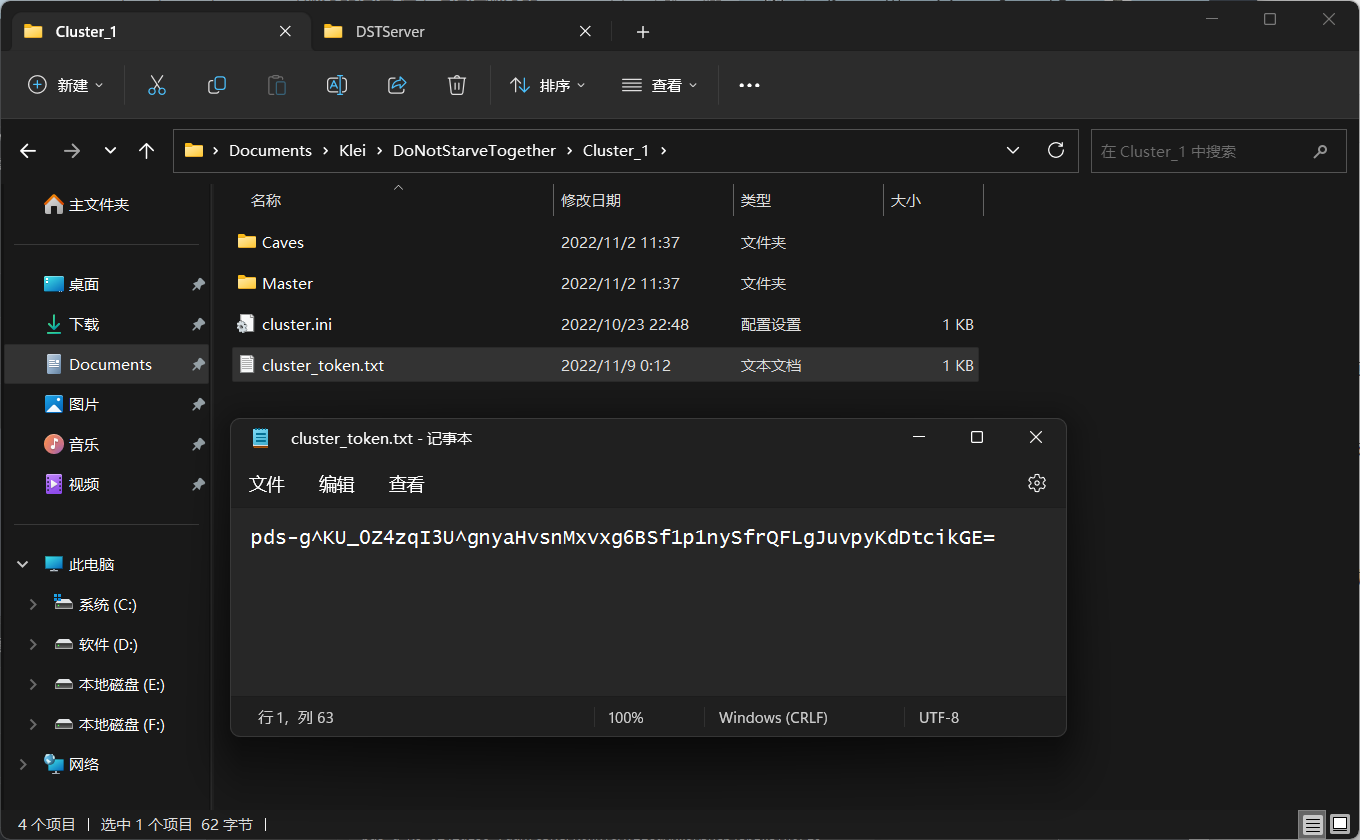 Cluster_1
DSTServer
新建
排序
查看
Documents
Klei
DoNotStarveTogether
Cluster_1
在 Cluster_1 中搜索
主文件夹
桌面
下载
Documents
图片
音乐
视频
此电脑
系统 (C:)
软件 (D:)
本地磁盘 (E:)
本地磁盘 (F:)
网络
名称 修改日期 类型 大小
Caves 2022/11/2 11:37 文件夹
Master 2022/11/2 11:37 文件夹
cluster.ini 2022/10/23 22:48 配置设置 1 KB
cluster_token.txt 2022/11/9 0:12 文本文档 1 KB
cluster_token.txt - 记事本
文件 编辑 查看
pds-g^KU_OZ4zqI3U^gnyaHvsnMxvxg6BSf1p1nySfrQFLgJuvpyKdDtcikGE=
行 1，列 63 100% Windows (CRLF) UTF-8
4 个项目 | 选中 1 个项目 62 字节 |